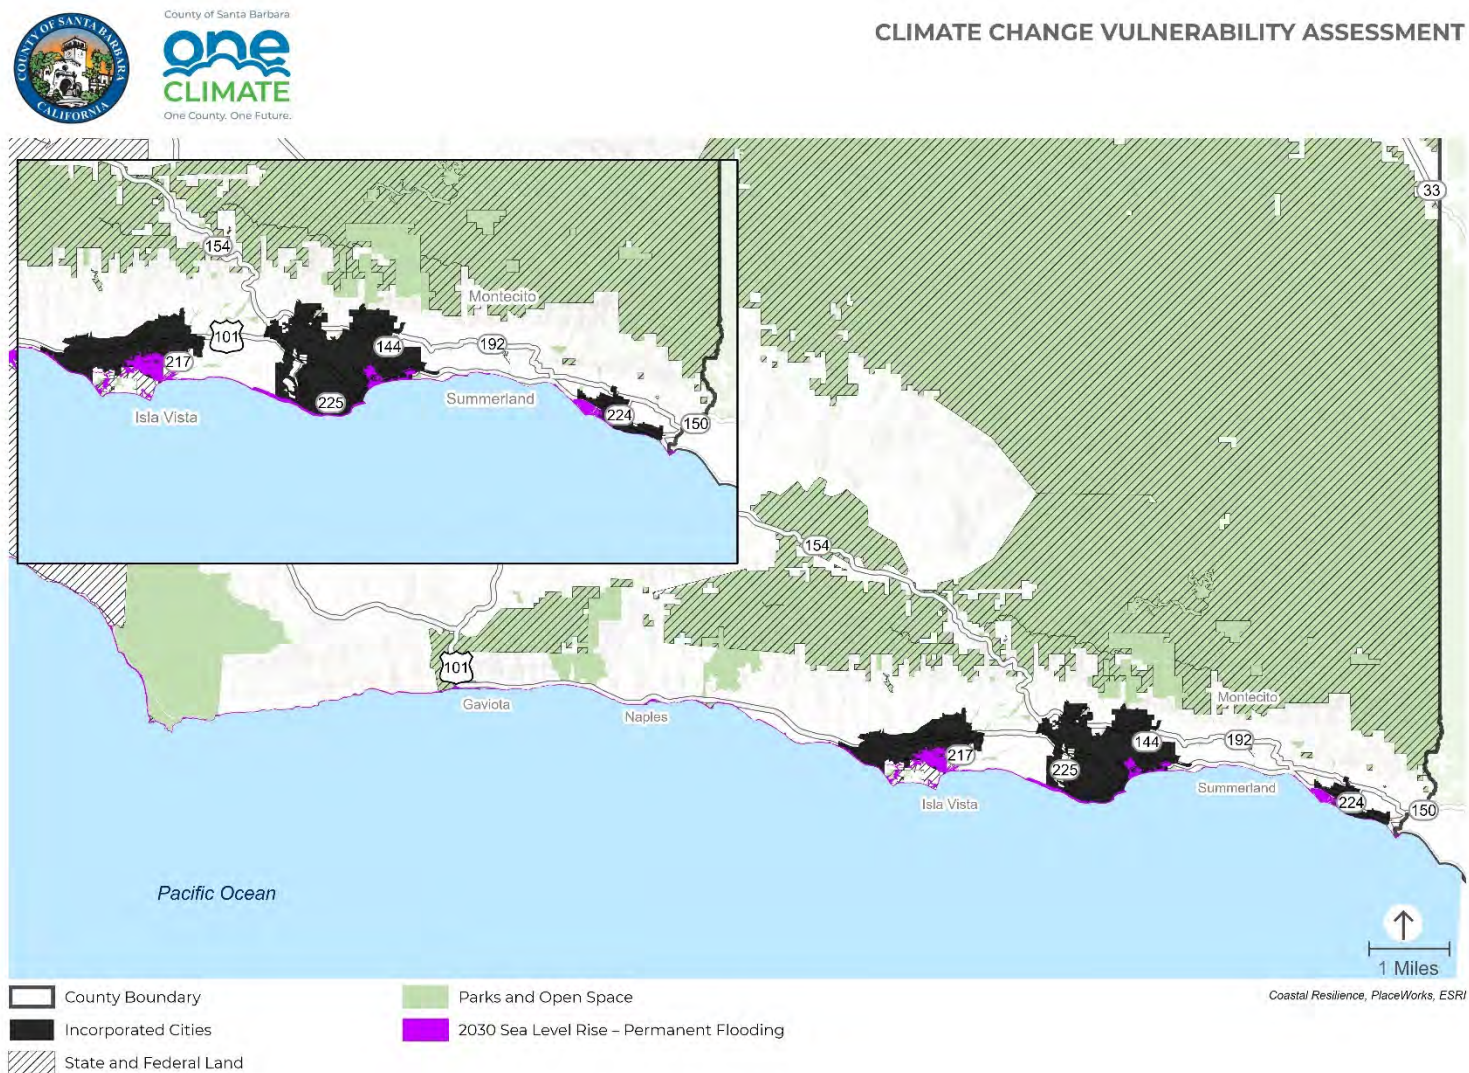 COUNTY OF SANTA BARBARA
CALIFORNIA
County of Santa Barbara
one
CLIMATE
One County. One Future.
CLIMATE CHANGE VULNERABILITY ASSESSMENT
33
154
Montecito
101
144
192
217
225
Summerland
224
Isla Vista
150
154
101
Gaviota
Naples
Montecito
144
192
217
225
Summerland
Isla Vista
224
150
Pacific Ocean
1 Miles
County Boundary
Incorporated Cities
State and Federal Land
Parks and Open Space
2030 Sea Level Rise – Permanent Flooding
Coastal Resilience, PlaceWorks, ESRI